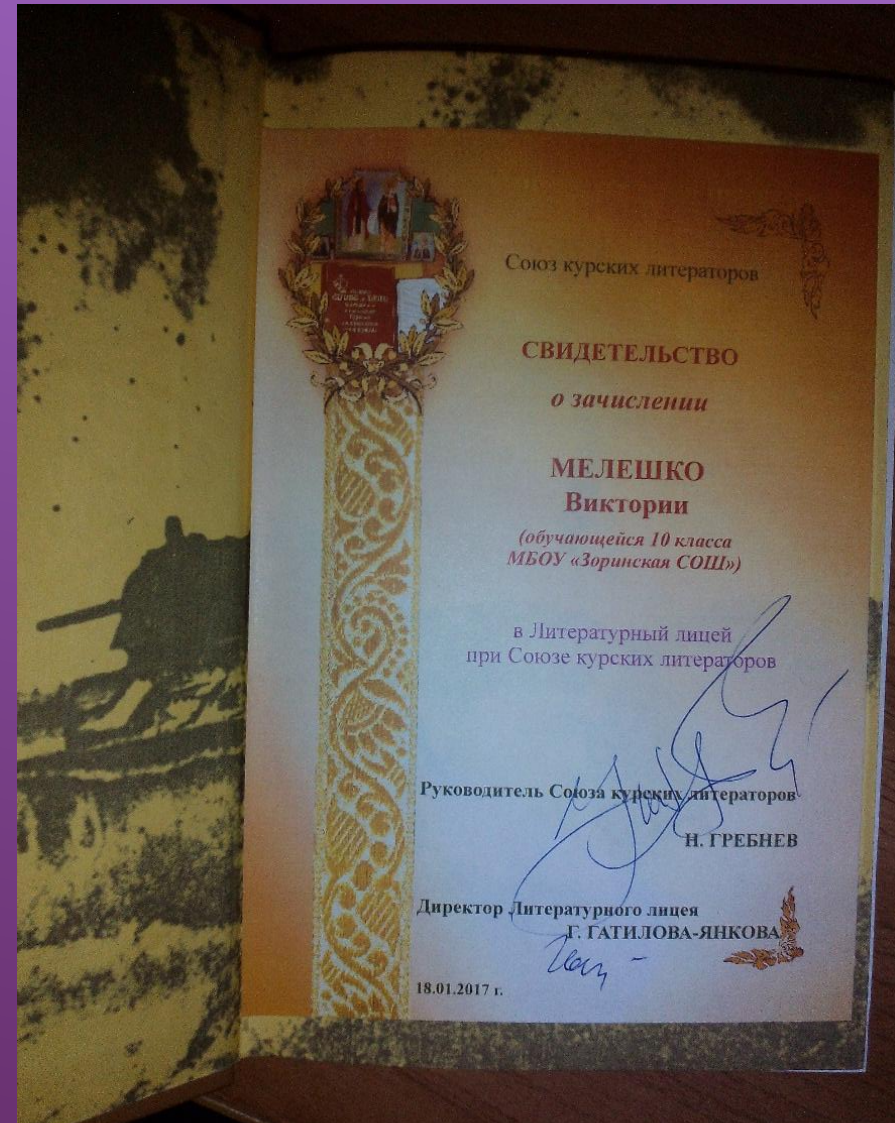 Союз курских литераторов
СВИДЕТЕЛЬСТВО
о зачислении
МЕЛЕШКО
Виктории
(обучающейся 10 класса
МБОУ «Зоринская СОШ»)
в Литературный лицей
при Союзе курских литераторов
Руководитель Союза курских литераторов
Н. ГРЕБНЕВ
Директор Литературного лицея
Г. ГАТИЛОВА-ЯНКОВА
18.01.2017 г.